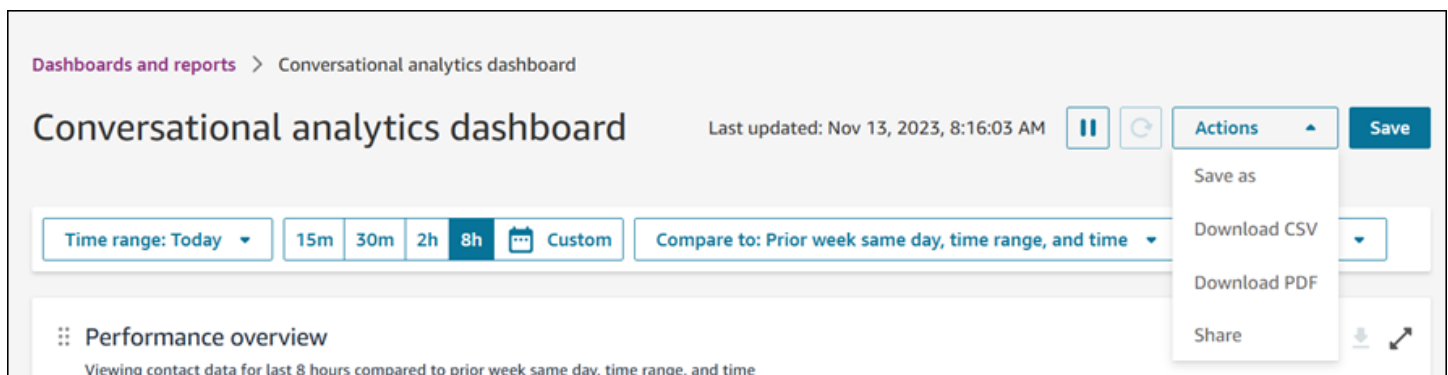 Dashboards and reports > Conversational analytics dashboard
Conversational analytics dashboard Last updated: Nov 13, 2023, 8:16:03 AM Actions Save
Save as
Time range: Today 15m 30m 2h 8h Custom Compare to: Prior week same day, time range, and time Download CSV
Download PDF
Performance overview Share
Viewing contact data for last 8 hours compared to prior week same day, time range, and time